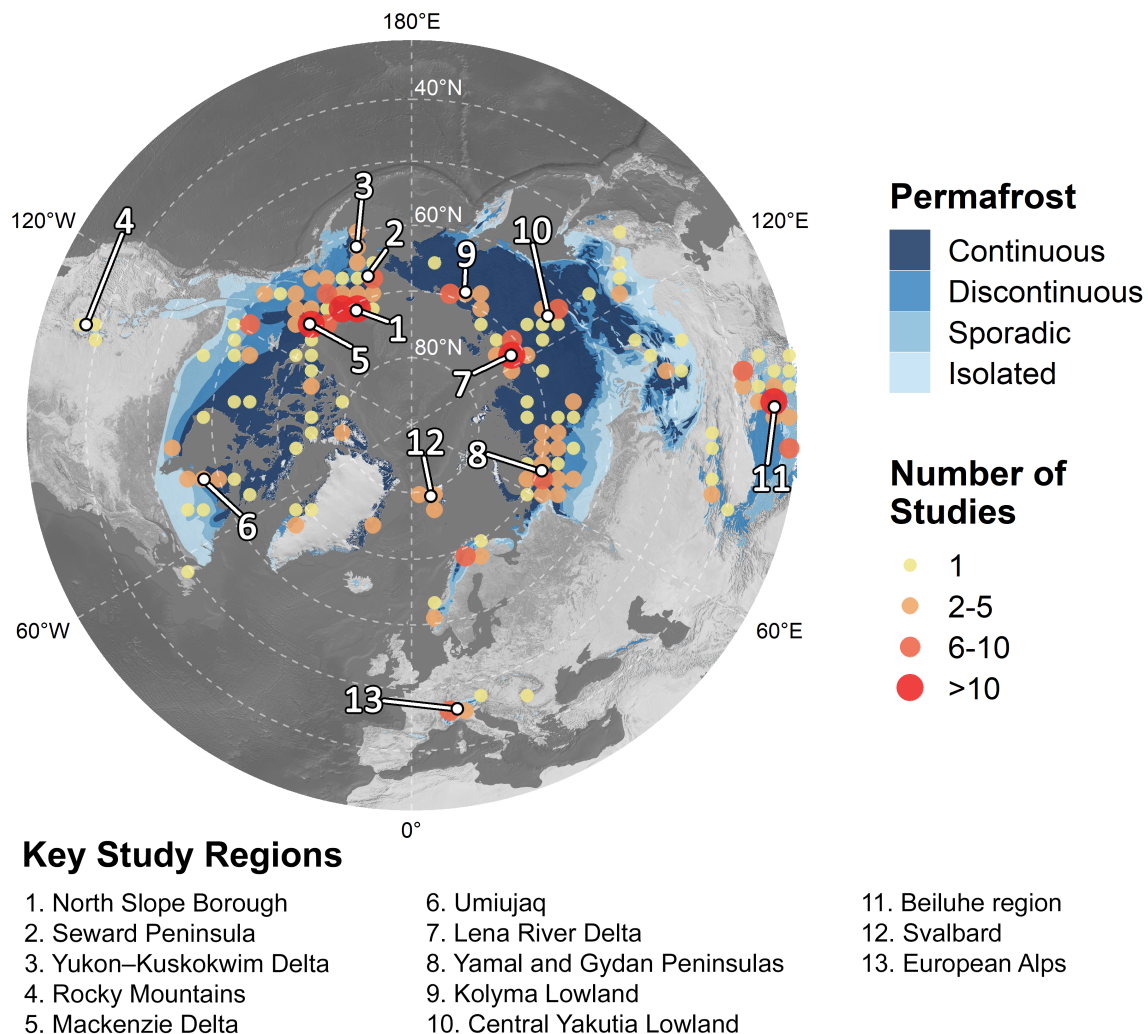 180°E
40°N
3
120°W
4
60°N
2
10
120°E
9
1
5
80°N
7
12
8
11
6
60°W
60°E
13
0°
Permafrost
Continuous
Discontinuous
Sporadic
Isolated
Number of
Studies
1
2-5
6-10
>10
Key Study Regions
1. North Slope Borough
2. Seward Peninsula
3. Yukon–Kuskokwim Delta
4. Rocky Mountains
5. Mackenzie Delta
6. Umiujaq
7. Lena River Delta
8. Yamal and Gydan Peninsulas
9. Kolyma Lowland
10. Central Yakutia Lowland
11. Beiluhe region
12. Svalbard
13. European Alps